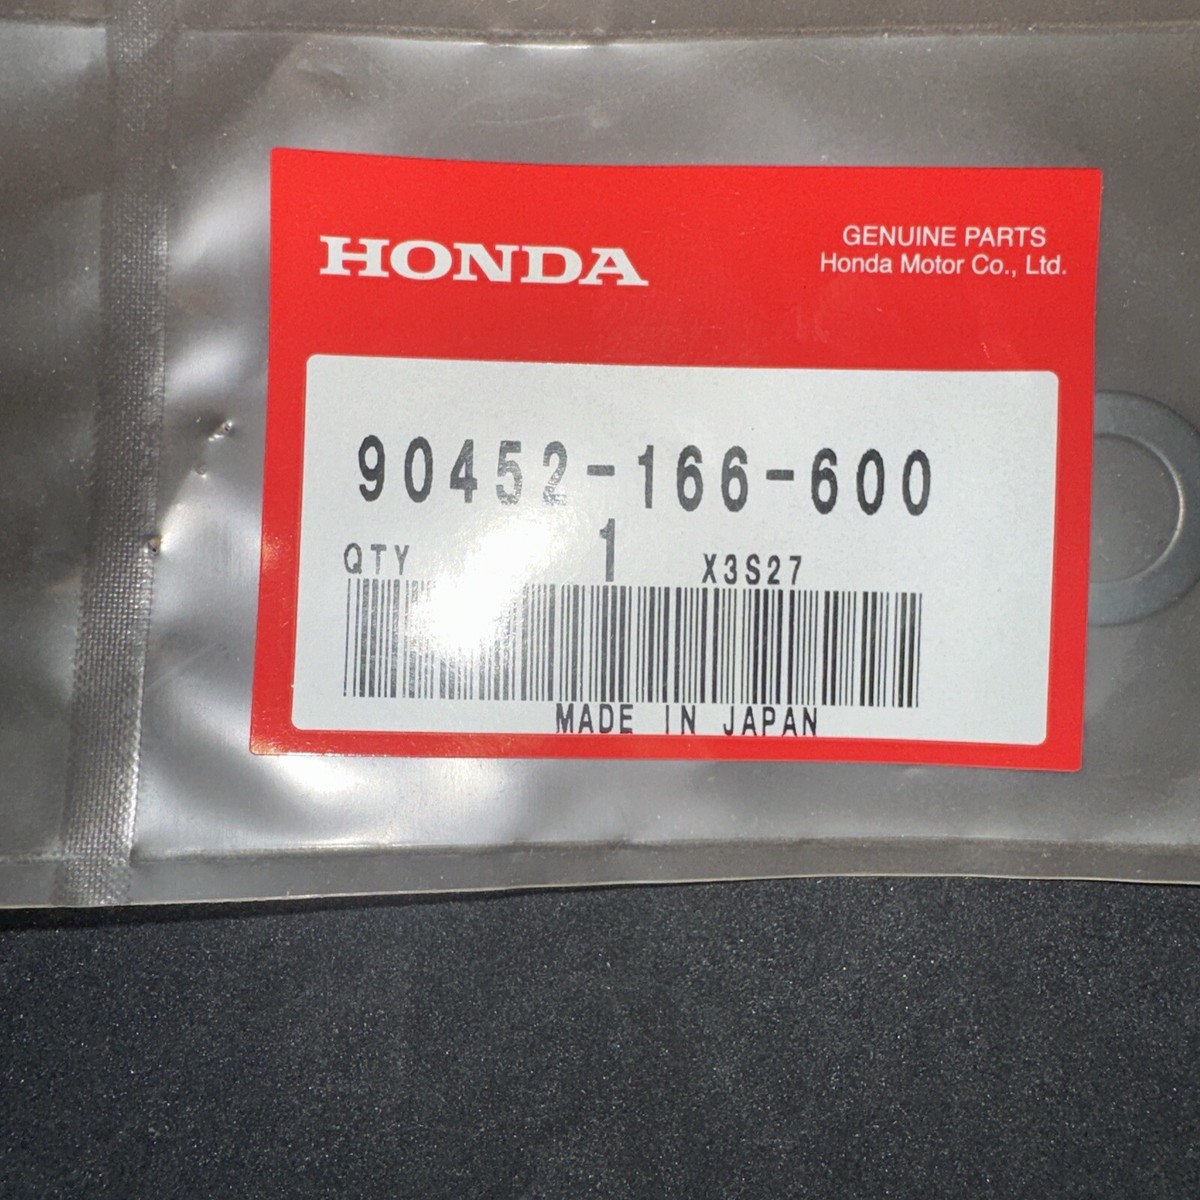 HONDA
GENUINE PARTS
Honda Motor Co., Ltd.
90452-166-600
QTY 1 X3S27
MADE IN JAPAN